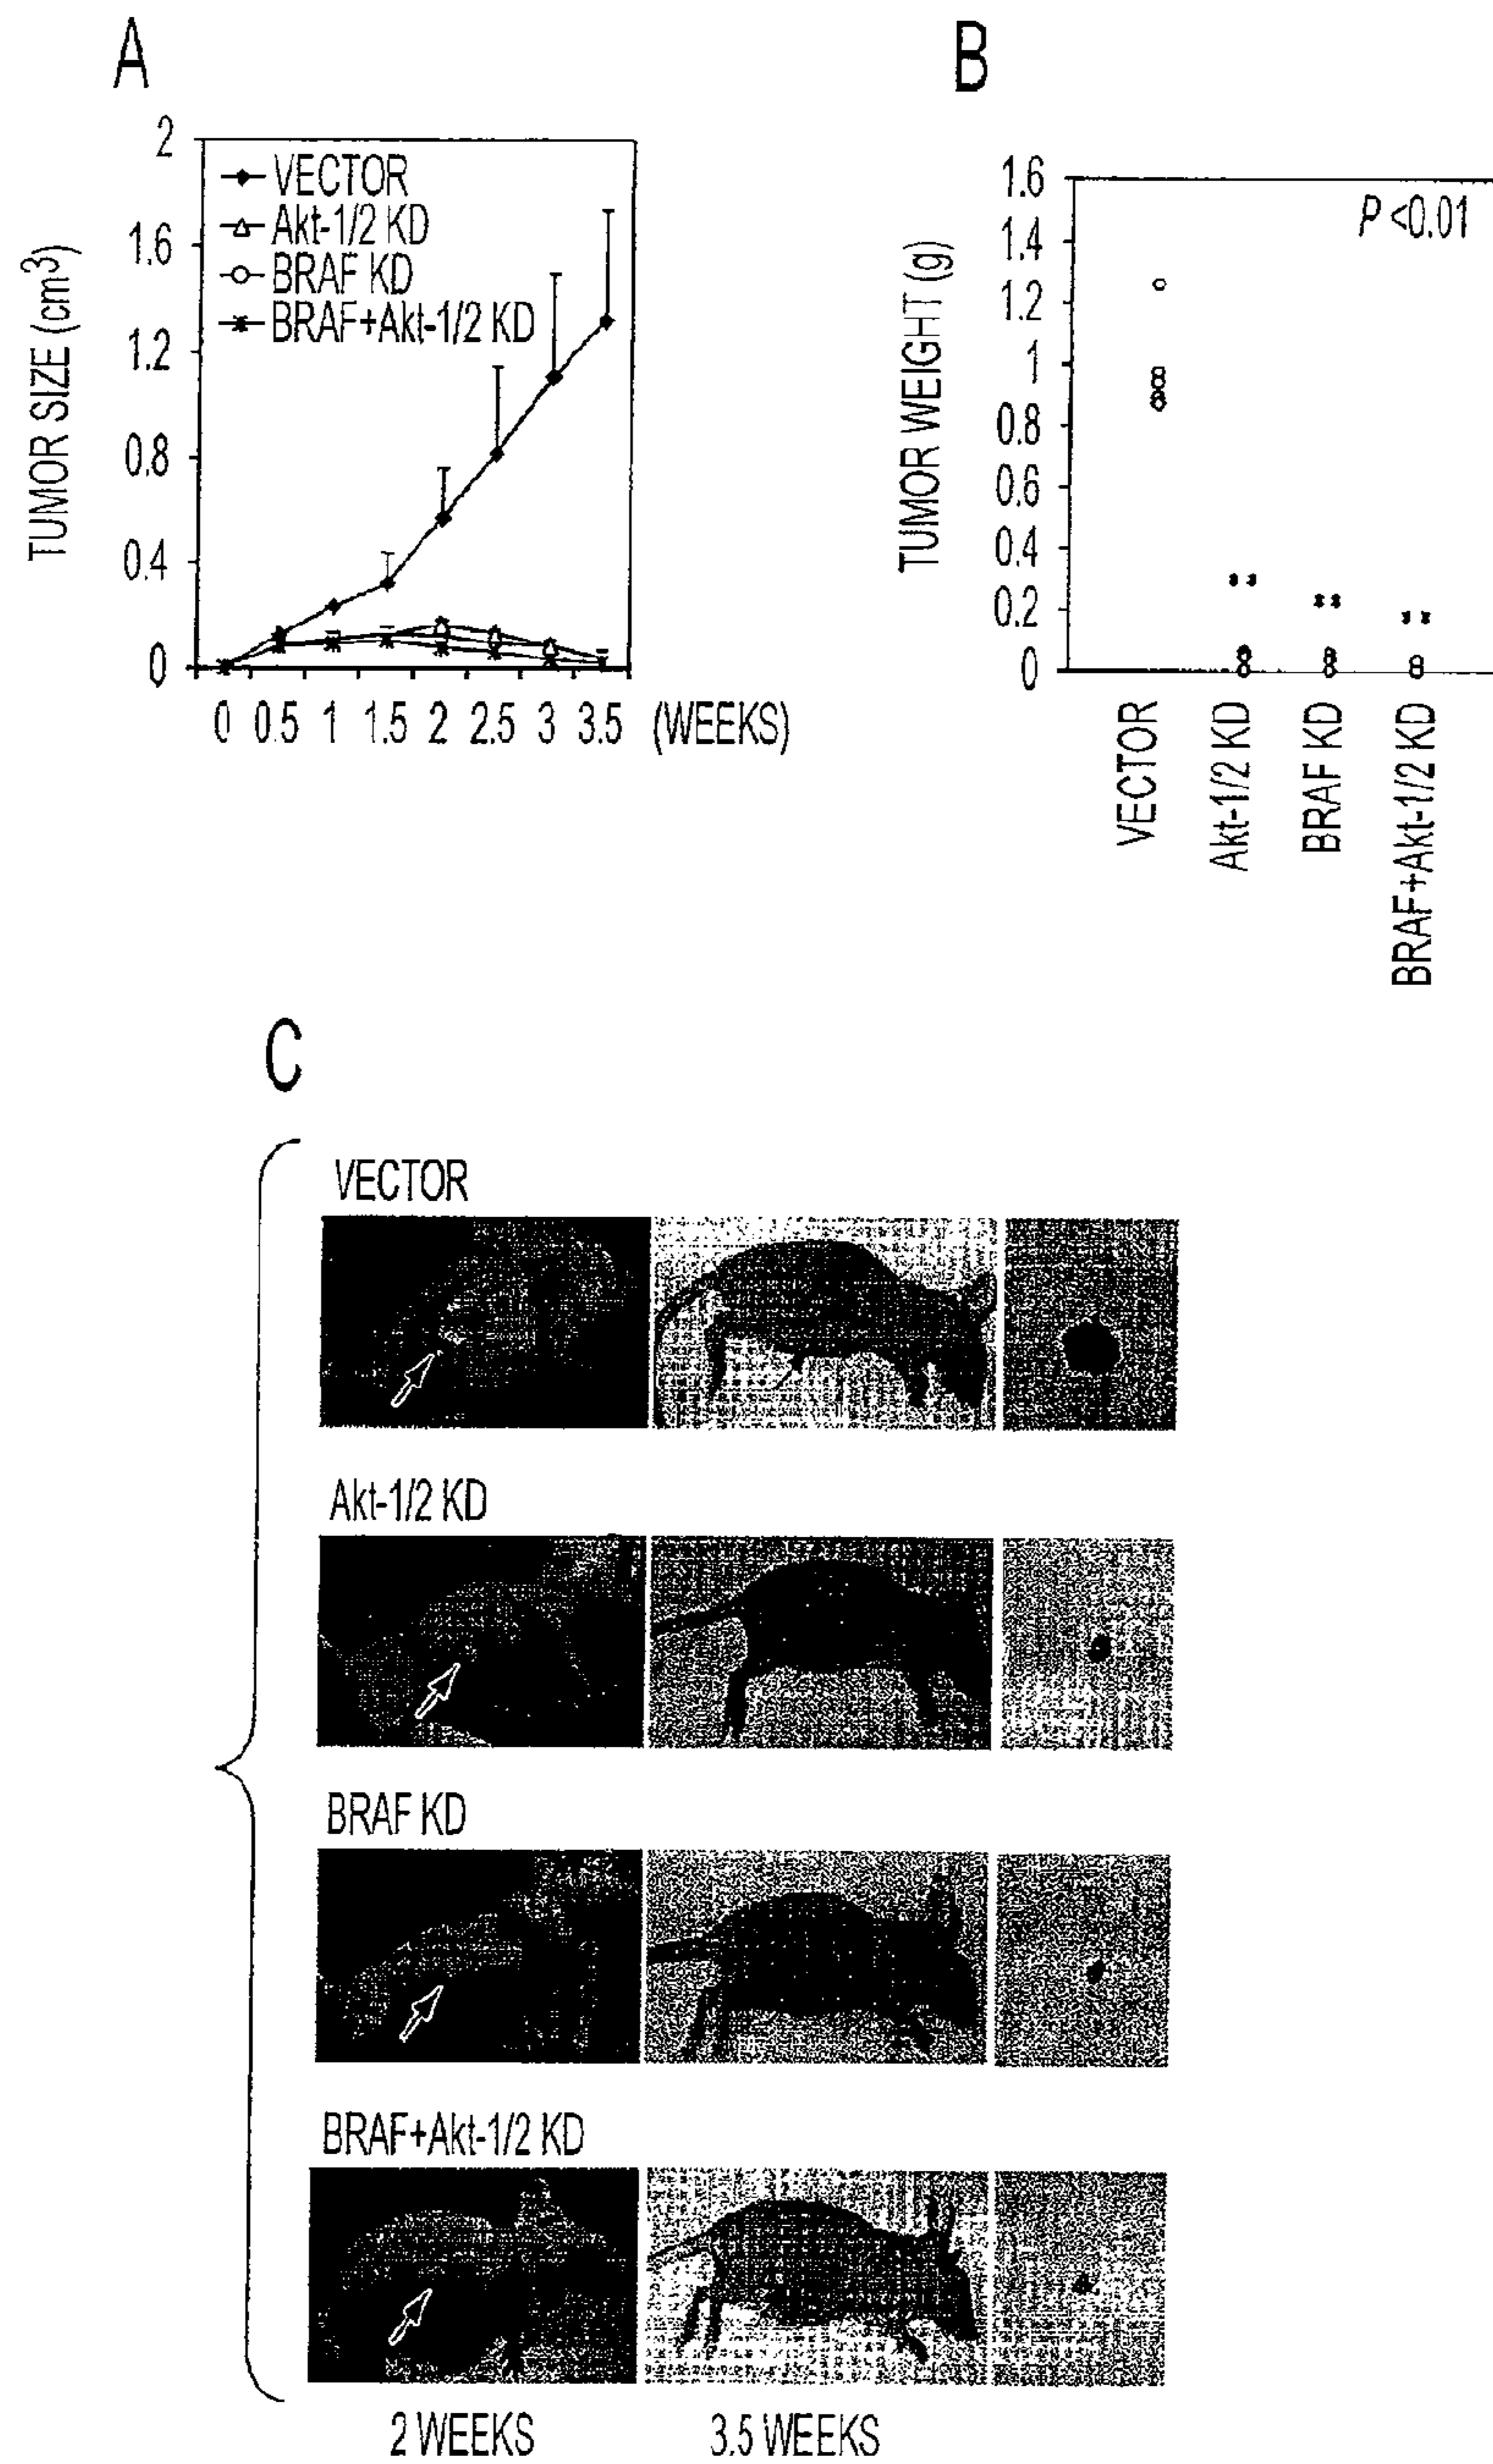 A
2
1.6
1.2
0.8
0.4
0
TUMOR SIZE (cm³)
VECTOR
Akt-1/2 KD
BRAF KD
BRAF+Akt-1/2 KD
0 0.5 1 1.5 2 2.5 3 3.5 (WEEKS)
B
1.6
1.4
1.2
1
0.8
0.6
0.4
0.2
0
TUMOR WEIGHT (g)
P <0.01
** ** **
VECTOR
Akt-1/2 KD
BRAF KD
BRAF+Akt-1/2 KD
C
VECTOR
Akt-1/2 KD
BRAF KD
BRAF+Akt-1/2 KD
2 WEEKS 3.5 WEEKS